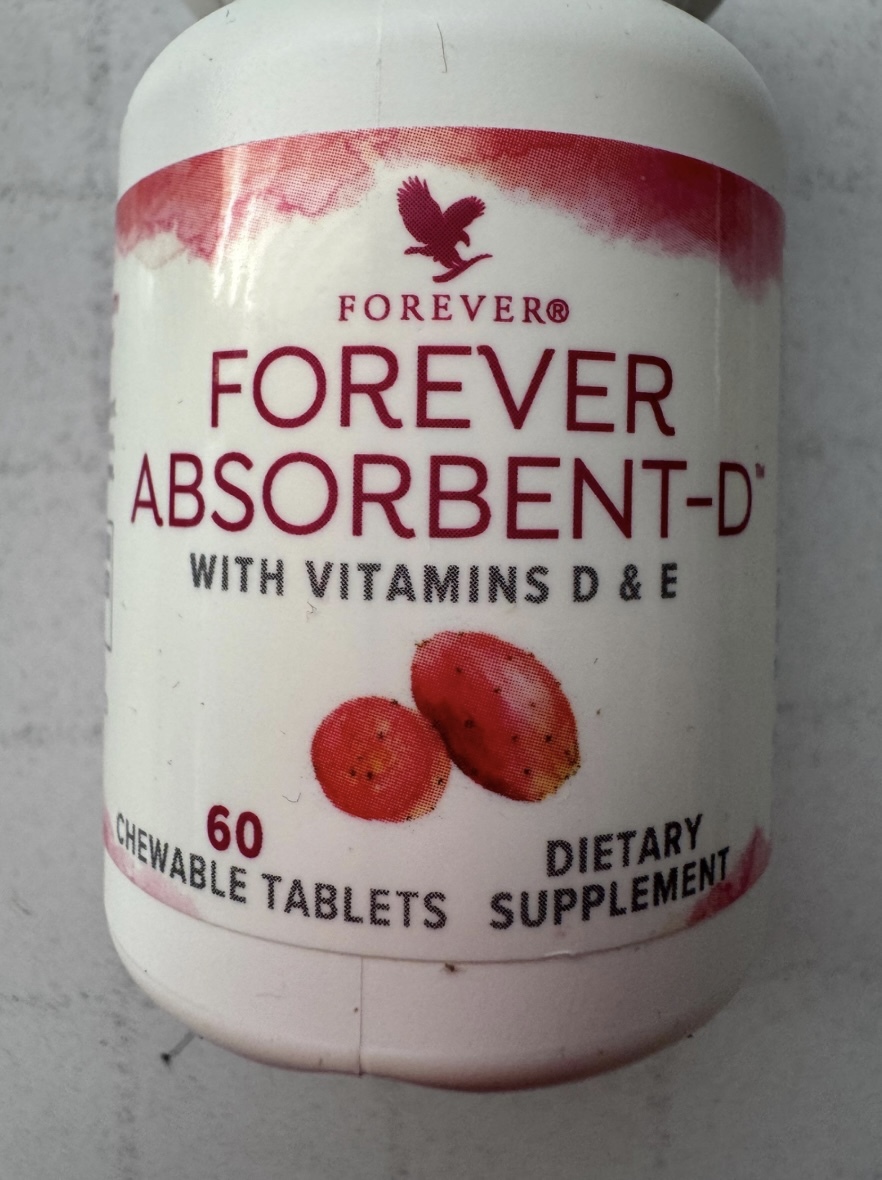 FOREVER®
FOREVER
ABSORBENT-D™
WITH VITAMINS D & E
60
CHEWABLE TABLETS
DIETARY
SUPPLEMENT